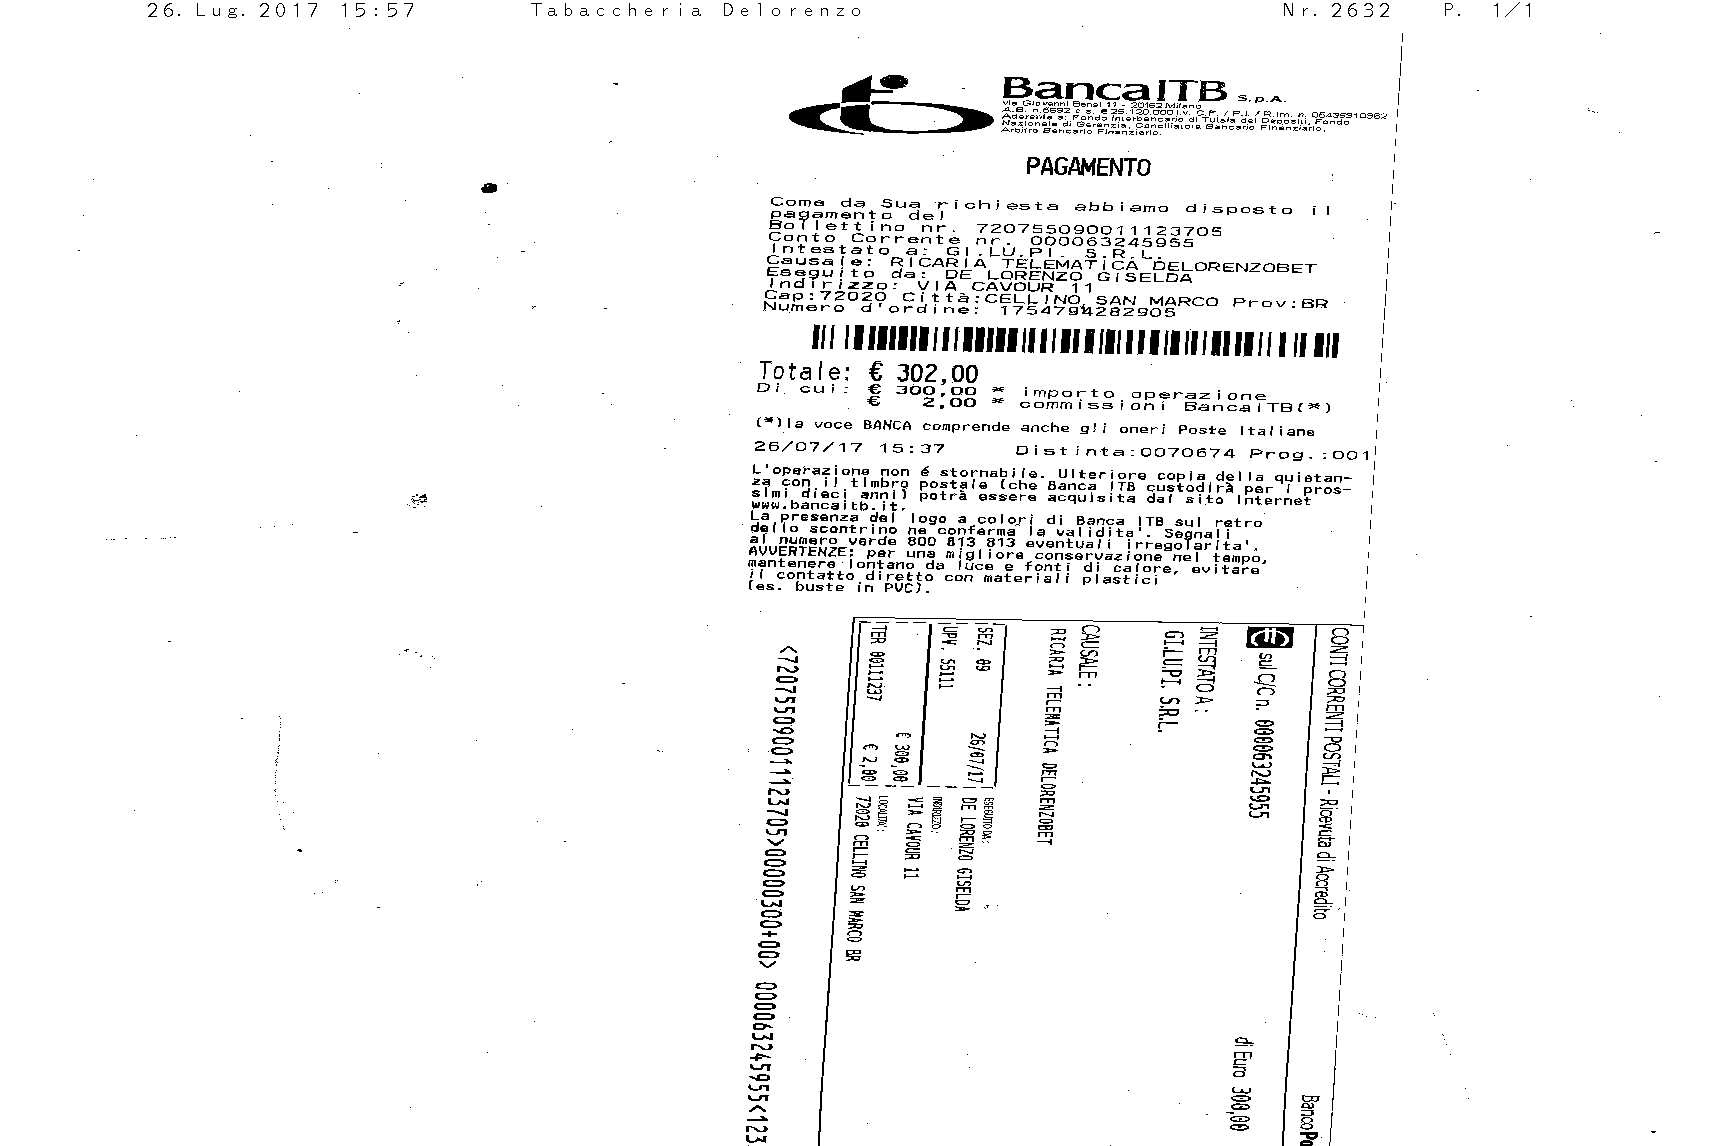 26. Lug. 2017 15:57 Tabaccheria Delorenzo Nr. 2632 P. 1/1
BancaITB S.p.A.
Via Giovanni Bensi 11 - 20152 Milano
A.B. n.5692 c.s. € 25.120.000 i.v. C.F. / P.I. / R.Im. n. 06435910962
Aderente a: Fondo Interbancario di Tutela dei Depositi, Fondo
Nazionale di Garanzia, Conciliatore Bancario Finanziario,
Arbitro Bancario Finanziario.
PAGAMENTO
Come da Sua richiesta abbiamo disposto il
pagamento del
Bollettino nr. 720755090011123705
Conto Corrente nr. 000063245955
Intestato a: GI.LU.PI. S.R.L.
Causale: RICARIA TELEMATICA DELORENZOBET
Eseguito da: DE LORENZO GISELDA
Indirizzo: VIA CAVOUR 11
Cap:72020 Città:CELLINO SAN MARCO Prov:BR
Numero d'ordine: 1754794282905
Totale: € 302,00
Di cui: € 300,00 * importo operazione
€ 2,00 * commissioni BancaITB(*)
(*)la voce BANCA comprende anche gli oneri Poste Italiane
26/07/17 15:37 Distinta:0070674 Prog.:001
L'operazione non é stornabile. Ulteriore copia della quietan-
za con il timbro postale (che Banca ITB custodirà per i pros-
simi dieci anni) potrà essere acquisita dal sito Internet
www.bancaitb.it.
La presenza del logo a colori di Banca ITB sul retro
dello scontrino ne conferma la validita'. Segnali
al numero verde 800 813 813 eventuali irregolarita'.
AVVERTENZE: per una migliore conservazione nel tempo,
mantenere lontano da luce e fonti di calore, evitare
il contatto diretto con materiali plastici
(es. buste in PVC).
CONTI CORRENTI POSTALI - Ricevuta di Accredito BancoPo
sul C/C n. 000063245955 di Euro 300,00
INTESTATO A:
GI.LU.PI. S.R.L.
CAUSALE:
RICARIA TELEMATICA DELORENZOBET
SEZ. 09 26/07/17
UPV. 55111
€ 300,00
TER 00111237 € 2,00
ESEGUITO DA:
DE LORENZO GISELDA
INDIRIZZO:
VIA CAVOUR 11
LOCALITA':
72020 CELLINO SAN MARCO BR
<720755090011123705>00000300+00> 000063245955<123